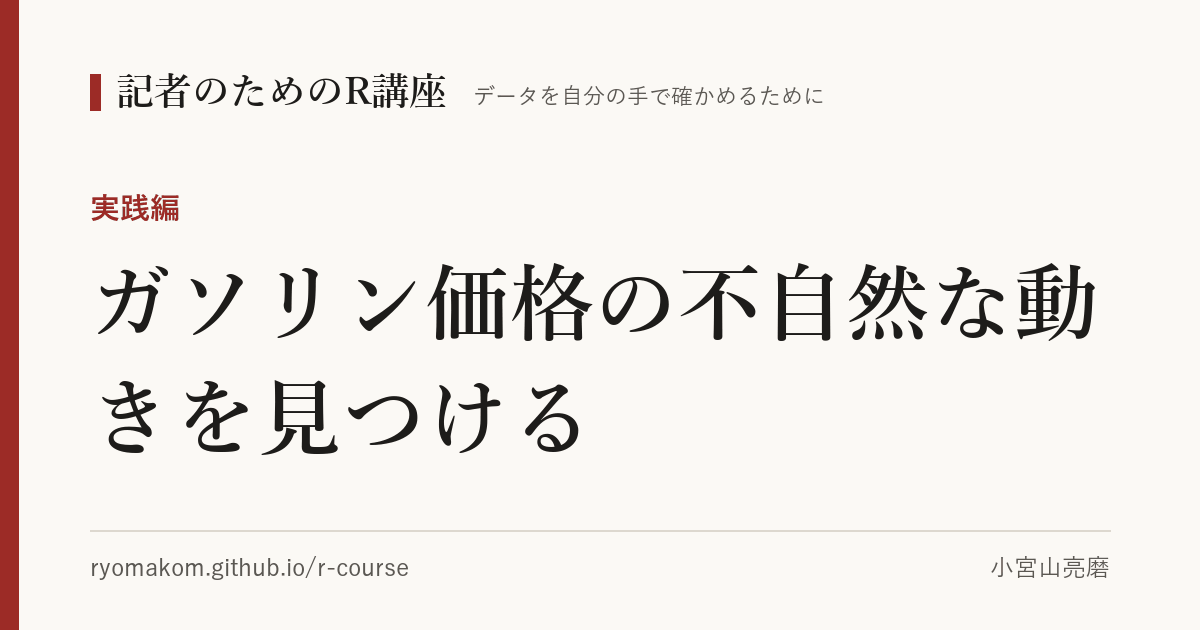 記者のためのR講座 データを自分の手で確かめるために
実践編
ガソリン価格の不自然な動
きを見つける
ryomakom.github.io/r-course 小宮山亮磨